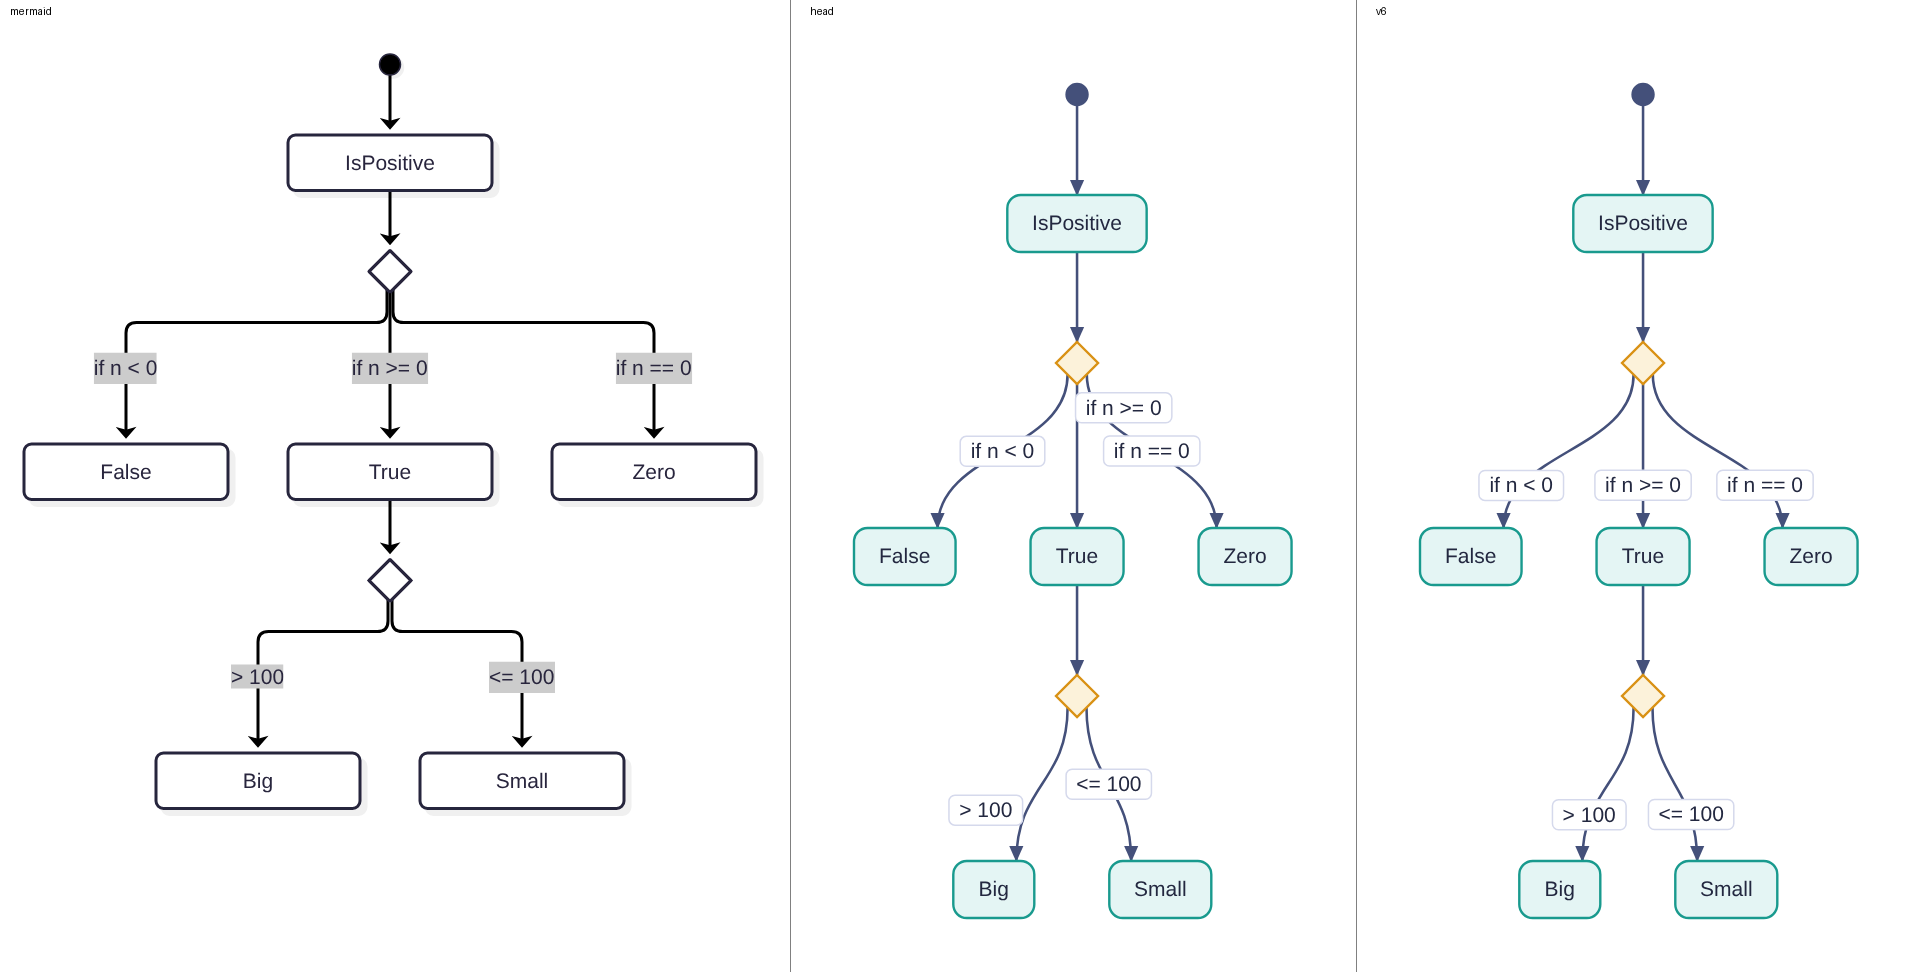 mermaid
IsPositive
if n < 0
if n >= 0
if n == 0
False
True
Zero
> 100
<= 100
Big
Small
head
IsPositive
if n >= 0
if n < 0
if n == 0
False
True
Zero
<= 100
> 100
Big
Small
v6
IsPositive
if n < 0
if n >= 0
if n == 0
False
True
Zero
> 100
<= 100
Big
Small